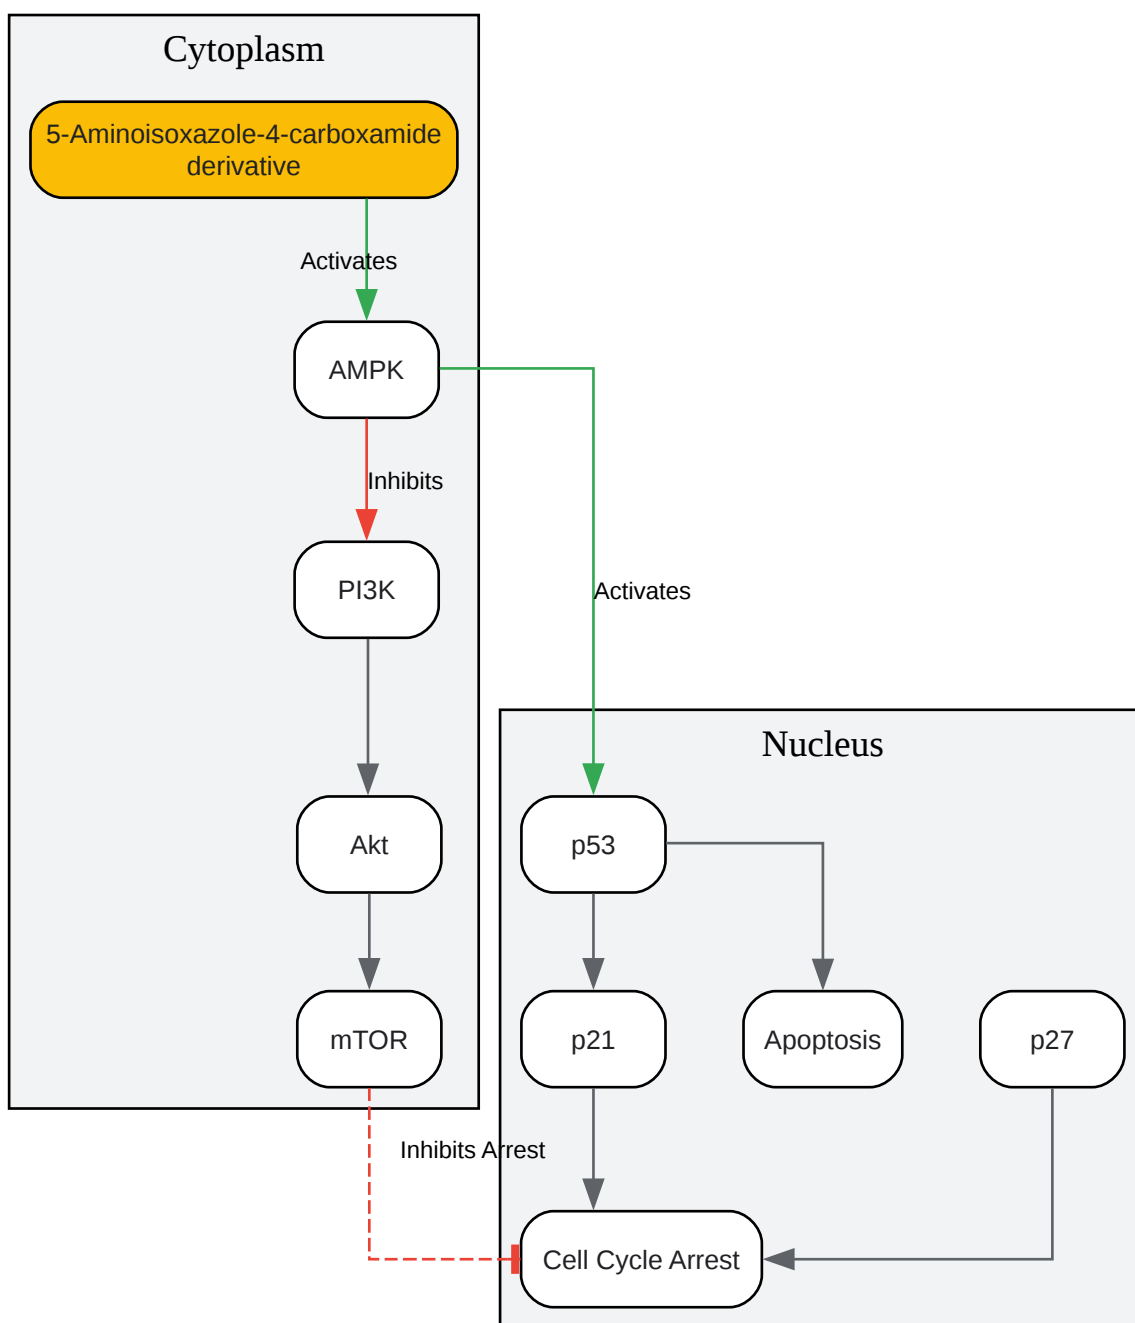 Cytoplasm
5-Aminoisoxazole-4-carboxamide
derivative
Activates
AMPK
Inhibits
PI3K
Activates
Nucleus
Akt
p53
mTOR
p21
Apoptosis
p27
Inhibits Arrest
Cell Cycle Arrest